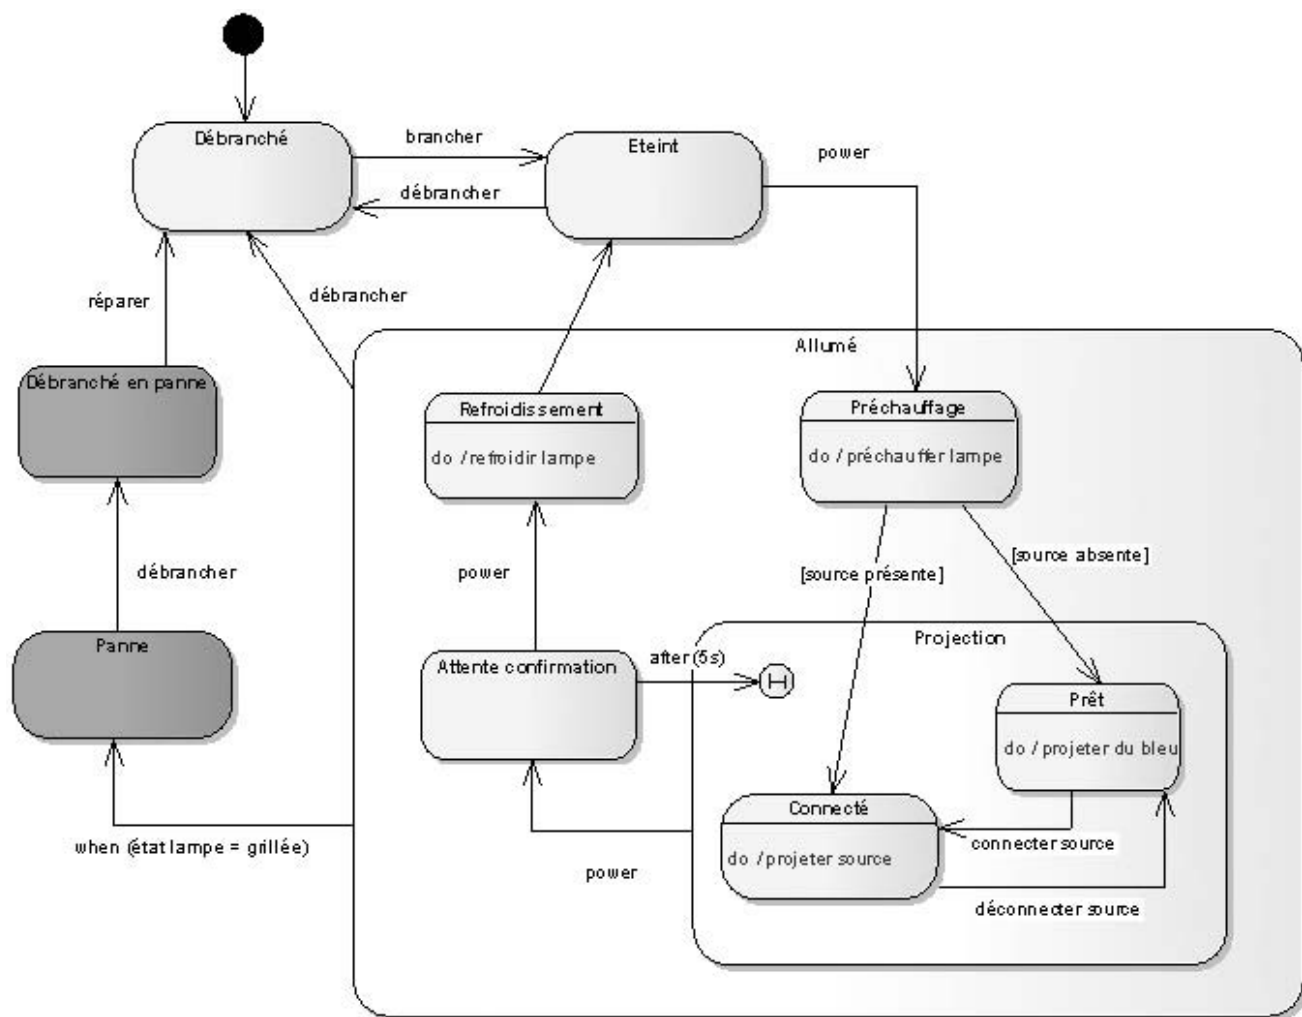 Débranché
brancher
Eteint
power
débrancher
réparer
débrancher
Allumé
Débranché en panne
Refroidissement
Préchauffage
do / refroidir lampe
do / préchauffer lampe
[source absente]
[source présente]
débrancher
power
Panne
Projection
Attente confirmation
after (5s)
H
Prêt
do / projeter du bleu
Connecté
connecter source
when (état lampe = grillée)
do / projeter source
power
déconnecter source